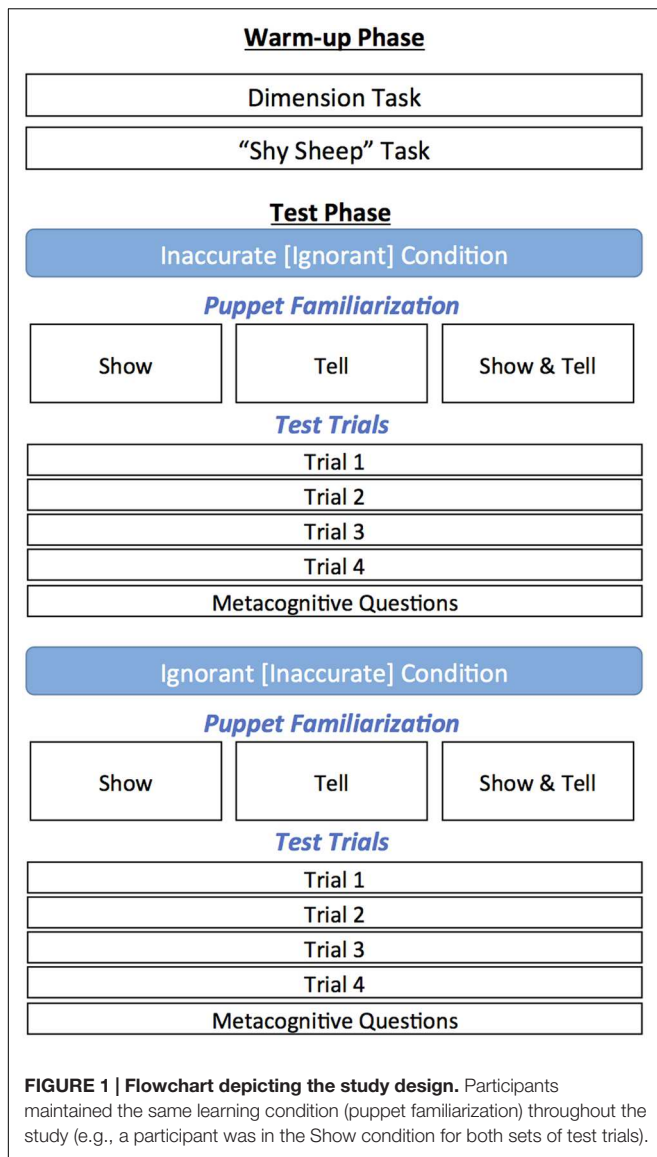 Warm-up Phase
Dimension Task
“Shy Sheep” Task
Test Phase
Inaccurate [Ignorant] Condition
Puppet Familiarization
Show
Tell
Show & Tell
Test Trials
Trial 1
Trial 2
Trial 3
Trial 4
Metacognitive Questions
Ignorant [Inaccurate] Condition
Puppet Familiarization
Show
Tell
Show & Tell
Test Trials
Trial 1
Trial 2
Trial 3
Trial 4
Metacognitive Questions
FIGURE 1 | Flowchart depicting the study design. Participants
maintained the same learning condition (puppet familiarization) throughout the
study (e.g., a participant was in the Show condition for both sets of test trials).